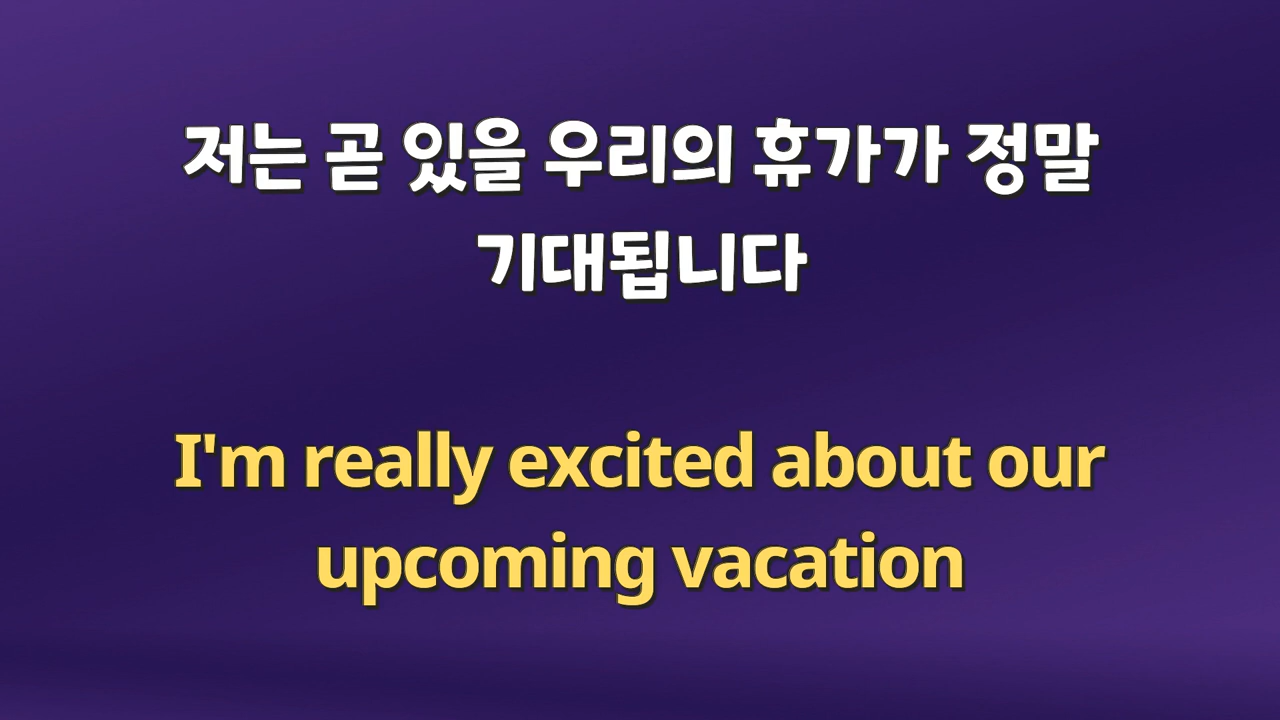 저는 곧 있을 우리의 휴가가 정말
기대됩니다
I'm really excited about our
upcoming vacation